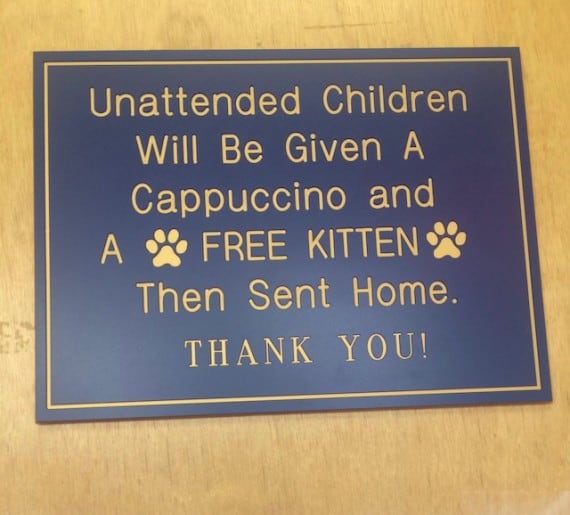 Unattended Children
Will Be Given A
Cappuccino and
A FREE KITTEN
Then Sent Home.
THANK YOU!